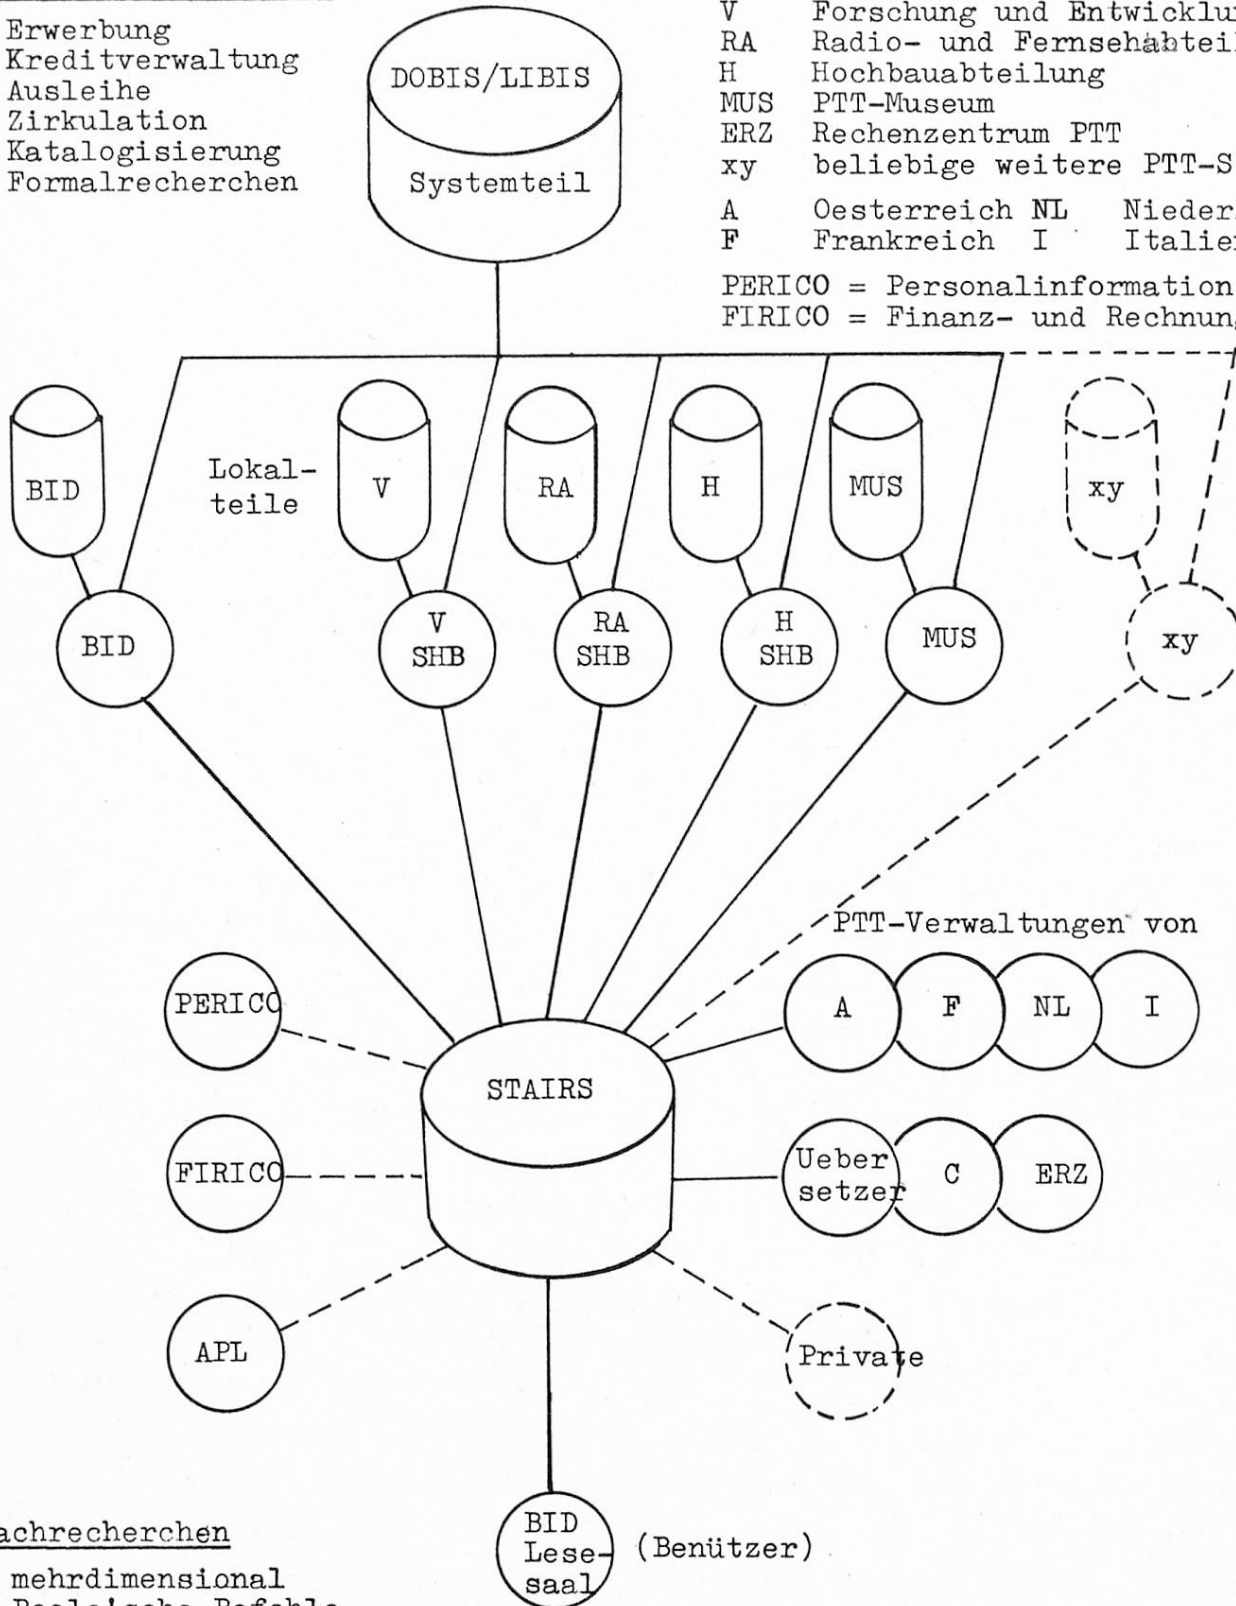 Erwerbung
Kreditverwaltung
Ausleihe
Zirkulation
Katalogisierung
Formalrecherchen
DOBIS/LIBIS
Systemteil
V Forschung und Entwicklu
RA Radio- und Fernsehabteil
H Hochbauabteilung
MUS PTT-Museum
ERZ Rechenzentrum PTT
xy beliebige weitere PTT-S
A Oesterreich NL Nieder
F Frankreich I Italie
PERICO = Personalinformation
FIRICO = Finanz- und Rechnun
BID
Lokal-
teile
V
RA
H
MUS
xy
BID
V
SHB
RA
SHB
H
SHB
MUS
xy
PTT-Verwaltungen von
PERICO
A
F
NL
I
STAIRS
FIRICO
Ueber
setzer
C
ERZ
APL
Private
BID
Lese-
saal
(Benützer)
achrecherchen
mehrdimensional